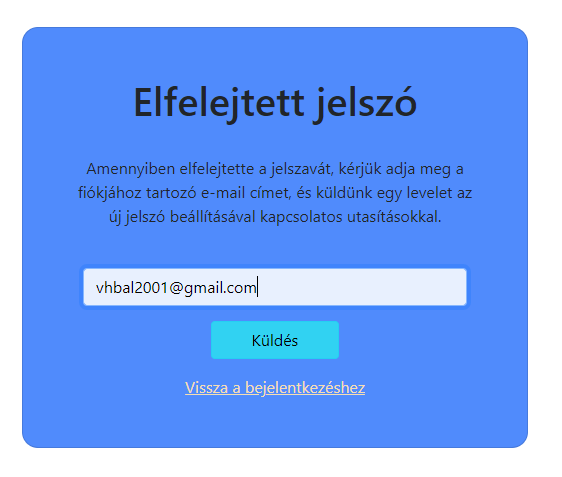 Elfelejtett jelszó
Amennyiben elfelejtette a jelszavát, kérjük adja meg a
fiókjához tartozó e-mail címet, és küldünk egy levelet az
új jelszó beállításával kapcsolatos utasításokkal.
vhbal2001@gmail.com
Küldés
Vissza a bejelentkezéshez